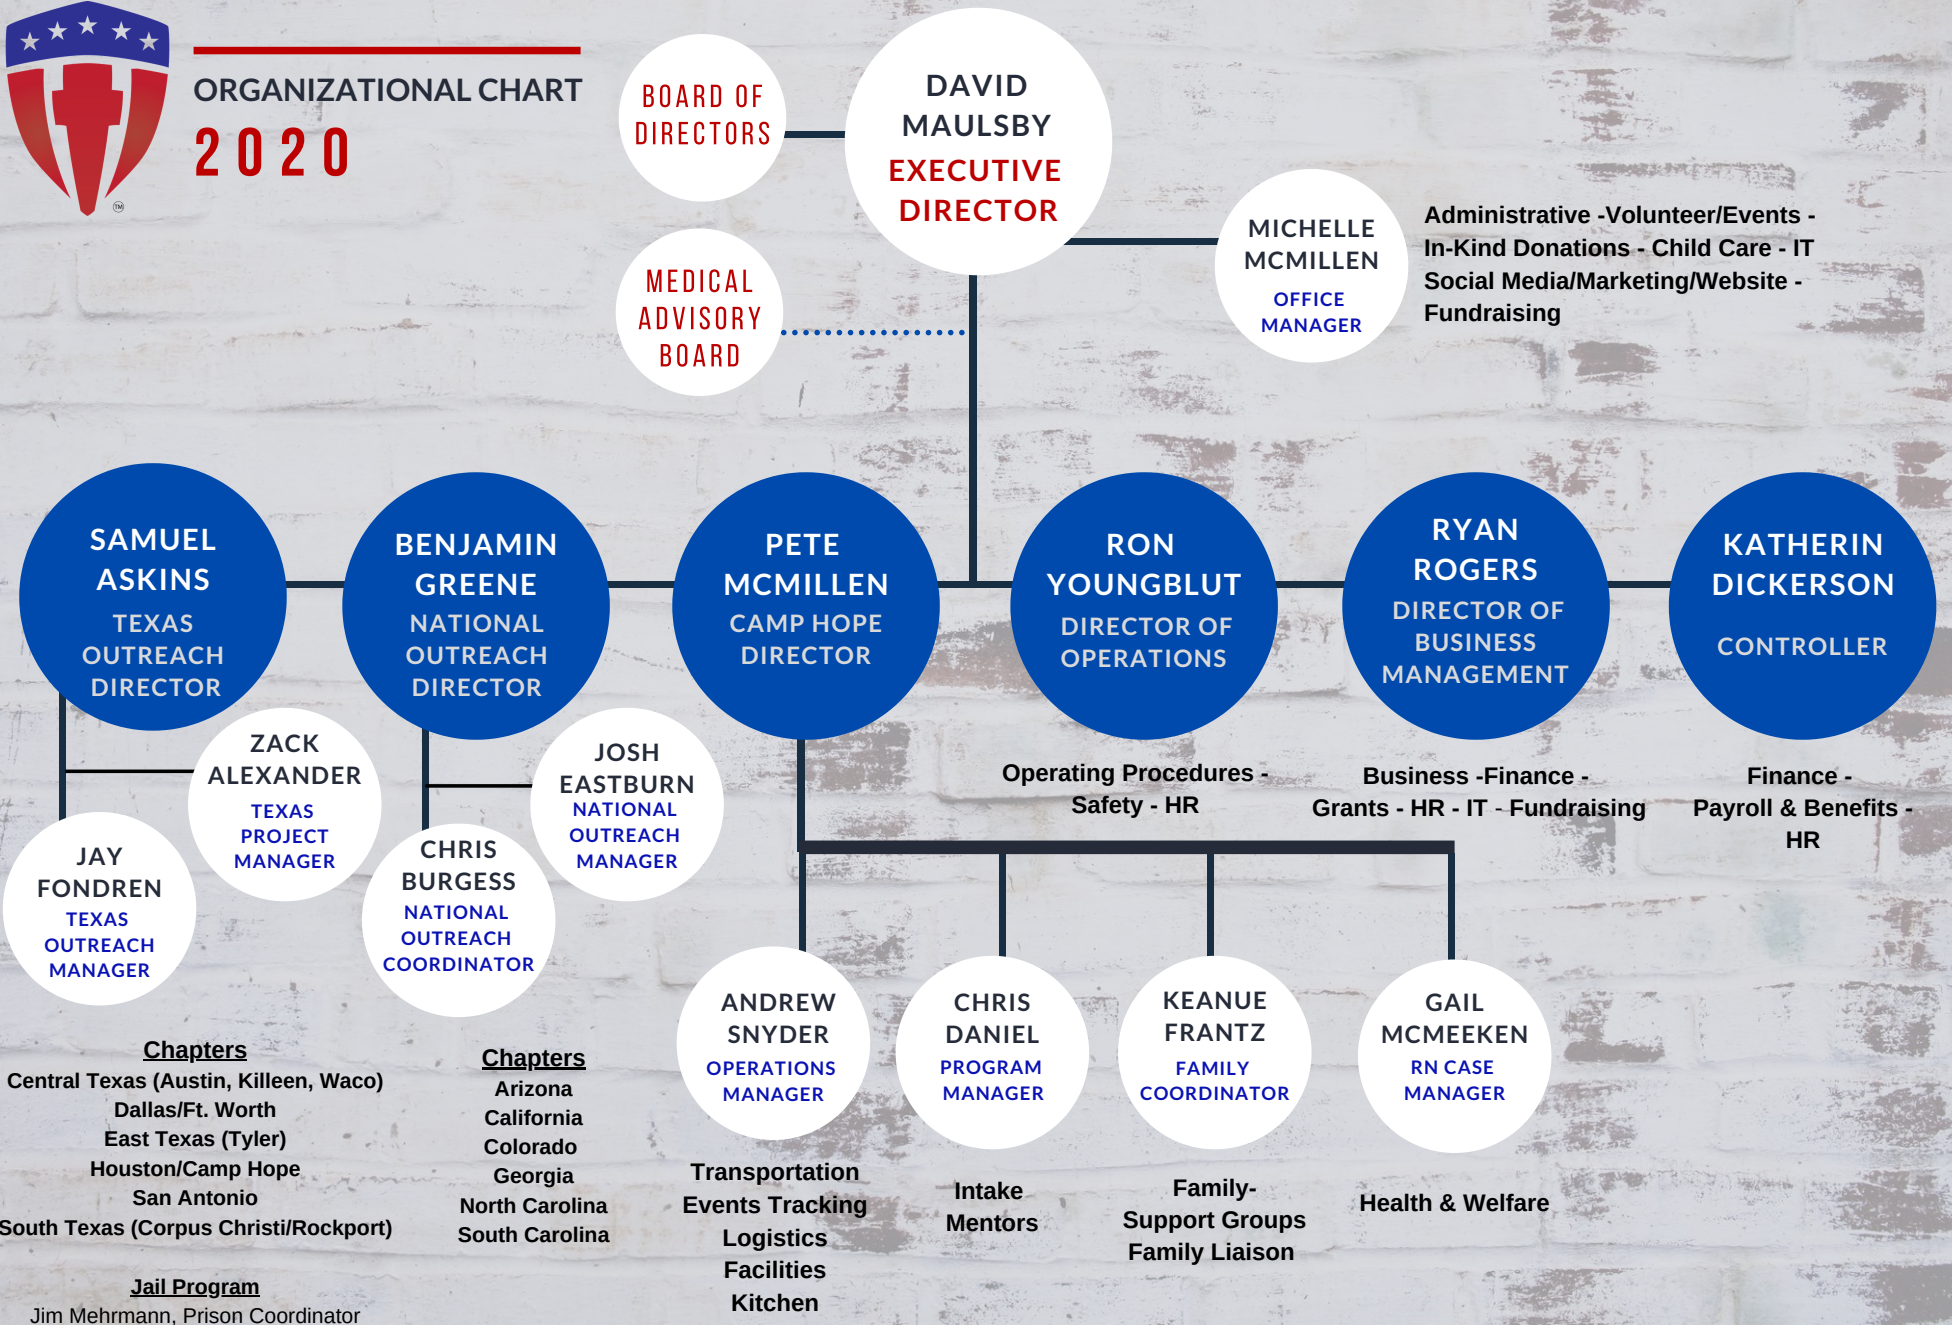 ORGANIZATIONAL CHART
2020
TM
BOARD OF
DIRECTORS
DAVID
MAULSBY
EXECUTIVE
DIRECTOR
MEDICAL
ADVISORY
BOARD
MICHELLE
MCMILLEN
OFFICE
MANAGER
Administrative -Volunteer/Events -
In-Kind Donations - Child Care - IT
Social Media/Marketing/Website -
Fundraising
SAMUEL
ASKINS
TEXAS
OUTREACH
DIRECTOR
BENJAMIN
GREENE
NATIONAL
OUTREACH
DIRECTOR
PETE
MCMILLEN
CAMP HOPE
DIRECTOR
RON
YOUNGBLUT
DIRECTOR OF
OPERATIONS
RYAN
ROGERS
DIRECTOR OF
BUSINESS
MANAGEMENT
KATHERIN
DICKERSON
CONTROLLER
ZACK
ALEXANDER
TEXAS
PROJECT
MANAGER
JAY
FONDREN
TEXAS
OUTREACH
MANAGER
JOSH
EASTBURN
NATIONAL
OUTREACH
MANAGER
CHRIS
BURGESS
NATIONAL
OUTREACH
COORDINATOR
Operating Procedures -
Safety - HR
Business -Finance -
Grants - HR - IT - Fundraising
Finance -
Payroll & Benefits -
HR
ANDREW
SNYDER
OPERATIONS
MANAGER
CHRIS
DANIEL
PROGRAM
MANAGER
KEANUE
FRANTZ
FAMILY
COORDINATOR
GAIL
MCMEEKEN
RN CASE
MANAGER
Chapters
Central Texas (Austin, Killeen, Waco)
Dallas/Ft. Worth
East Texas (Tyler)
Houston/Camp Hope
San Antonio
South Texas (Corpus Christi/Rockport)
Jail Program
Jim Mehrmann, Prison Coordinator
Chapters
Arizona
California
Colorado
Georgia
North Carolina
South Carolina
Transportation
Events Tracking
Logistics
Facilities
Kitchen
Intake
Mentors
Family-
Support Groups
Family Liaison
Health & Welfare